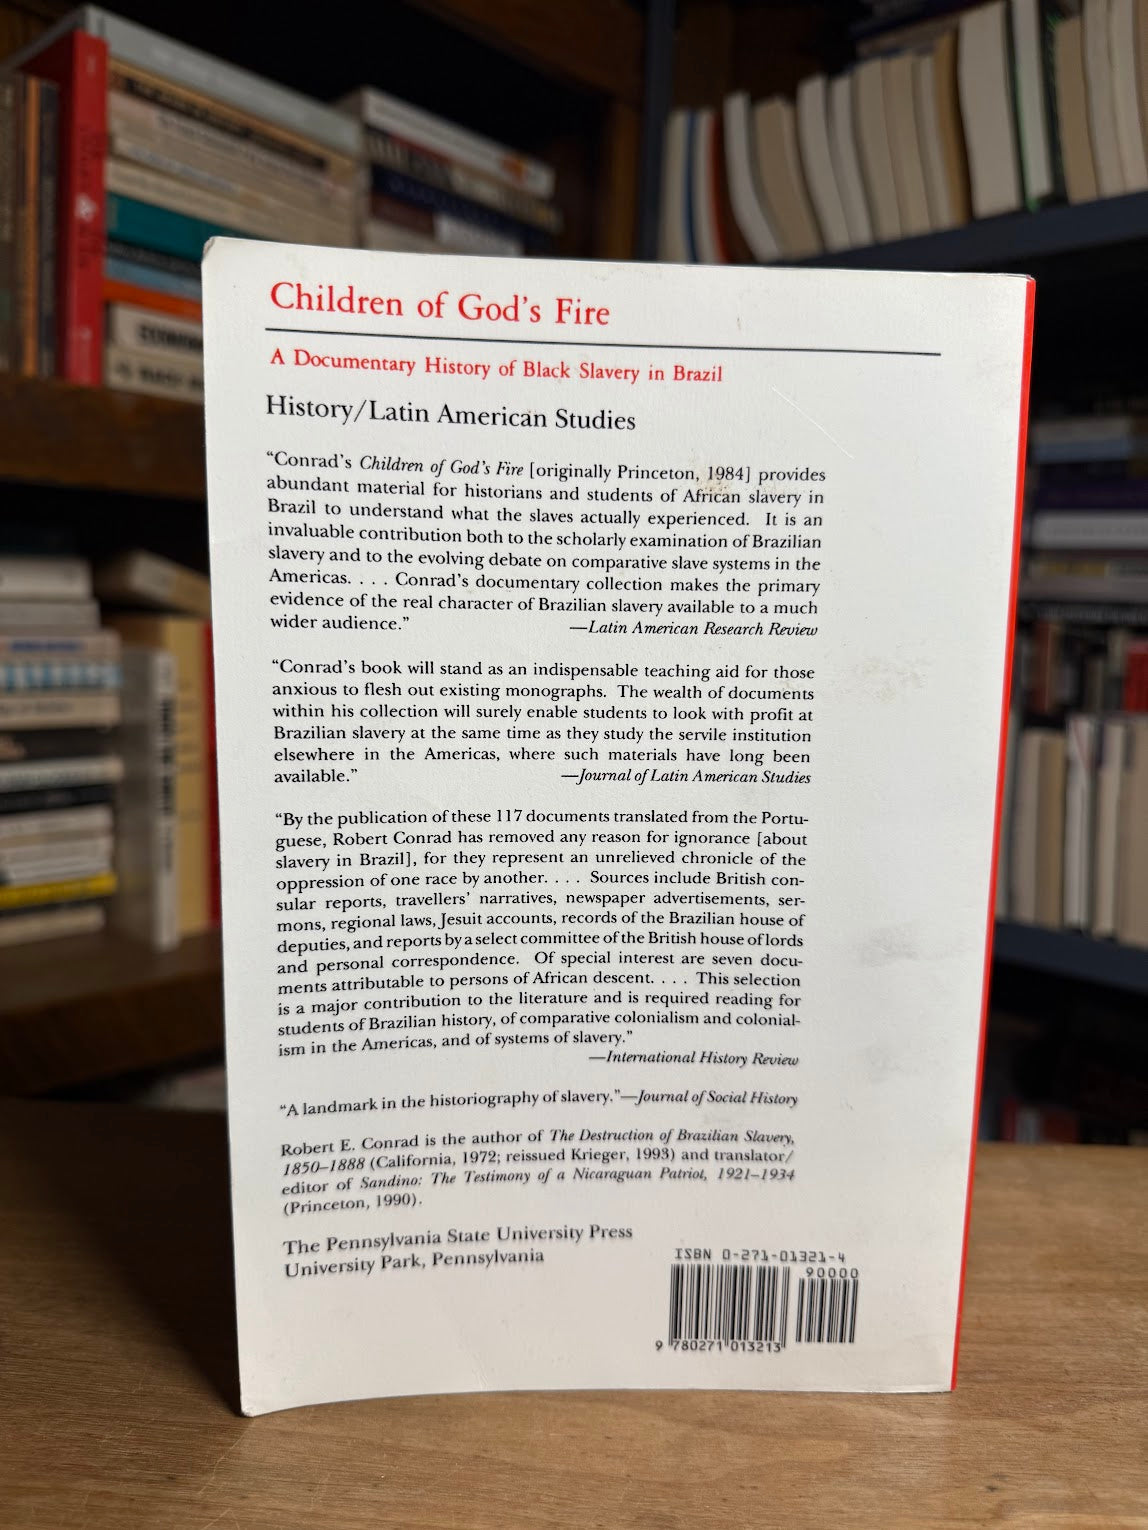 Children of God's Fire
A Documentary History of Black Slavery in Brazil
History/Latin American Studies
“Conrad's Children of God's Fire [originally Princeton, 1984] provides
abundant material for historians and students of African slavery in
Brazil to understand what the slaves actually experienced. It is an
invaluable contribution both to the scholarly examination of Brazilian
slavery and to the evolving debate on comparative slave systems in the
Americas. . . . Conrad's documentary collection makes the primary
evidence of the real character of Brazilian slavery available to a much
wider audience.” —Latin American Research Review
“Conrad's book will stand as an indispensable teaching aid for those
anxious to flesh out existing monographs. The wealth of documents
within his collection will surely enable students to look with profit at
Brazilian slavery at the same time as they study the servile institution
elsewhere in the Americas, where such materials have long been
available.” —Journal of Latin American Studies
“By the publication of these 117 documents translated from the Portu-
guese, Robert Conrad has removed any reason for ignorance [about
slavery in Brazil], for they represent an unrelieved chronicle of the
oppression of one race by another. . . . Sources include British con-
sular reports, travellers' narratives, newspaper advertisements, ser-
mons, regional laws, Jesuit accounts, records of the Brazilian house of
deputies, and reports by a select committee of the British house of lords
and personal correspondence. Of special interest are seven docu-
ments attributable to persons of African descent. . . . This selection
is a major contribution to the literature and is required reading for
students of Brazilian history, of comparative colonialism and colonial-
ism in the Americas, and of systems of slavery.”
—International History Review
“A landmark in the historiography of slavery.”—Journal of Social History
Robert E. Conrad is the author of The Destruction of Brazilian Slavery,
1850–1888 (California, 1972; reissued Krieger, 1993) and translator/
editor of Sandino: The Testimony of a Nicaraguan Patriot, 1921–1934
(Princeton, 1990).
The Pennsylvania State University Press
University Park, Pennsylvania
ISBN 0-271-01321-4
90000
9 780271 013213